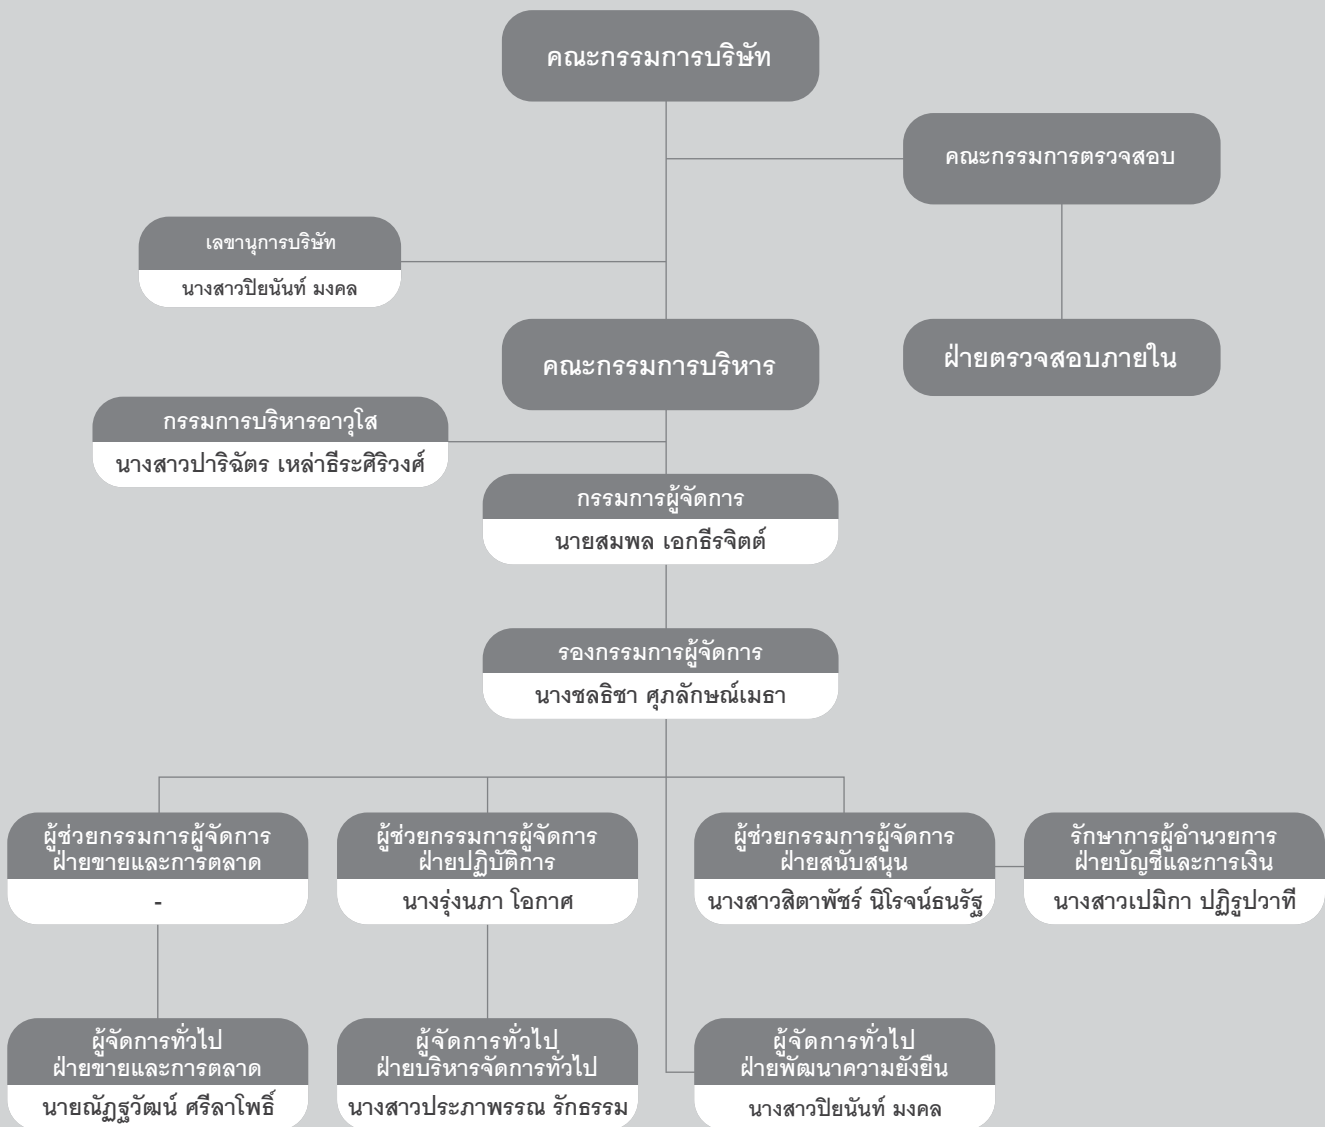 คณะกรรมการบริษัท
คณะกรรมการตรวจสอบ
เลขานุการบริษัท
นางสาวปิยนันท์ มงคล
คณะกรรมการบริหาร
ฝ่ายตรวจสอบภายใน
กรรมการบริหารอาวุโส
นางสาวปาริฉัตร เหล่าธีระศิริวงศ์
กรรมการผู้จัดการ
นายสมพล เอกธีรจิตต์
รองกรรมการผู้จัดการ
นางชลธิชา ศุภลักษณ์เมธา
ผู้ช่วยกรรมการผู้จัดการ
ฝ่ายขายและการตลาด
-
ผู้ช่วยกรรมการผู้จัดการ
ฝ่ายปฏิบัติการ
นางรุ่งนภา โอกาศ
ผู้ช่วยกรรมการผู้จัดการ
ฝ่ายสนับสนุน
นางสาวสิตาพัชร์ นิโรจน์ธนรัฐ
รักษาการผู้อำนวยการ
ฝ่ายบัญชีและการเงิน
นางสาวเปมิกา ปฏิรูปวาที
ผู้จัดการทั่วไป
ฝ่ายขายและการตลาด
นายณัฏฐวัฒน์ ศรีลาโพธิ์
ผู้จัดการทั่วไป
ฝ่ายบริหารจัดการทั่วไป
นางสาวประภาพรรณ รักธรรม
ผู้จัดการทั่วไป
ฝ่ายพัฒนาความยั่งยืน
นางสาวปิยนันท์ มงคล